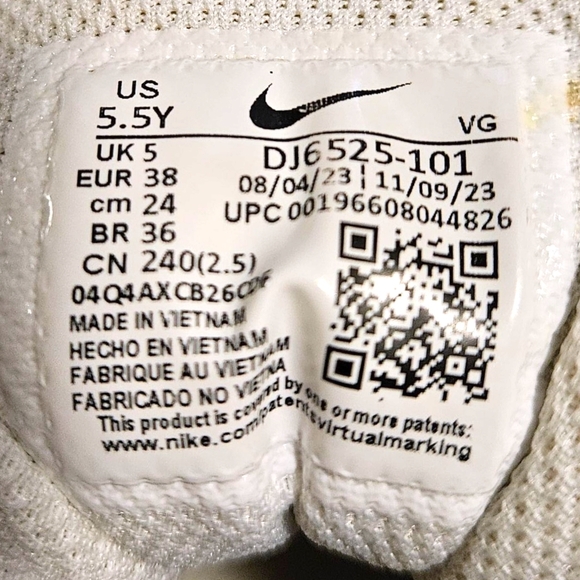 US
5.5Y
VG
UK 5
EUR 38
cm 24
BR 36
CN 240(2.5)
DJ6525-101
08/04/23 | 11/09/23
UPC 00196608044826
MADE IN VIETNAM
HECHO EN VIETNAM
FABRIQUE AU VIETNAM
FABRICADO NO VIETNA
This product is covered by one or more patents:
www.nike.com/patentsvirtualmarking